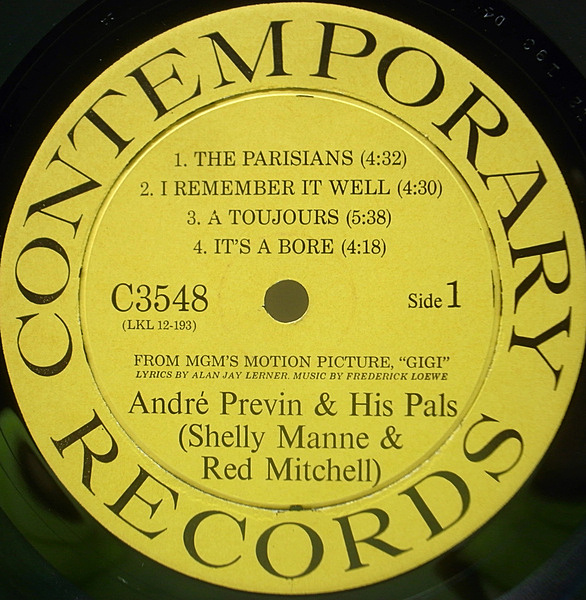 CONTEMPORARY
1. THE PARISIANS (4:32)
2. I REMEMBER IT WELL (4:30)
3. A TOUJOURS (5:38)
4. IT'S A BORE (4:18)
C3548
(LKL 12-193)
Side 1
FROM MGM'S MOTION PICTURE, “GIGI”
LYRICS BY ALAN JAY LERNER. MUSIC BY FREDERICK LOEWE
André Previn & His Pals
(Shelly Manne &
Red Mitchell)
RECORDS